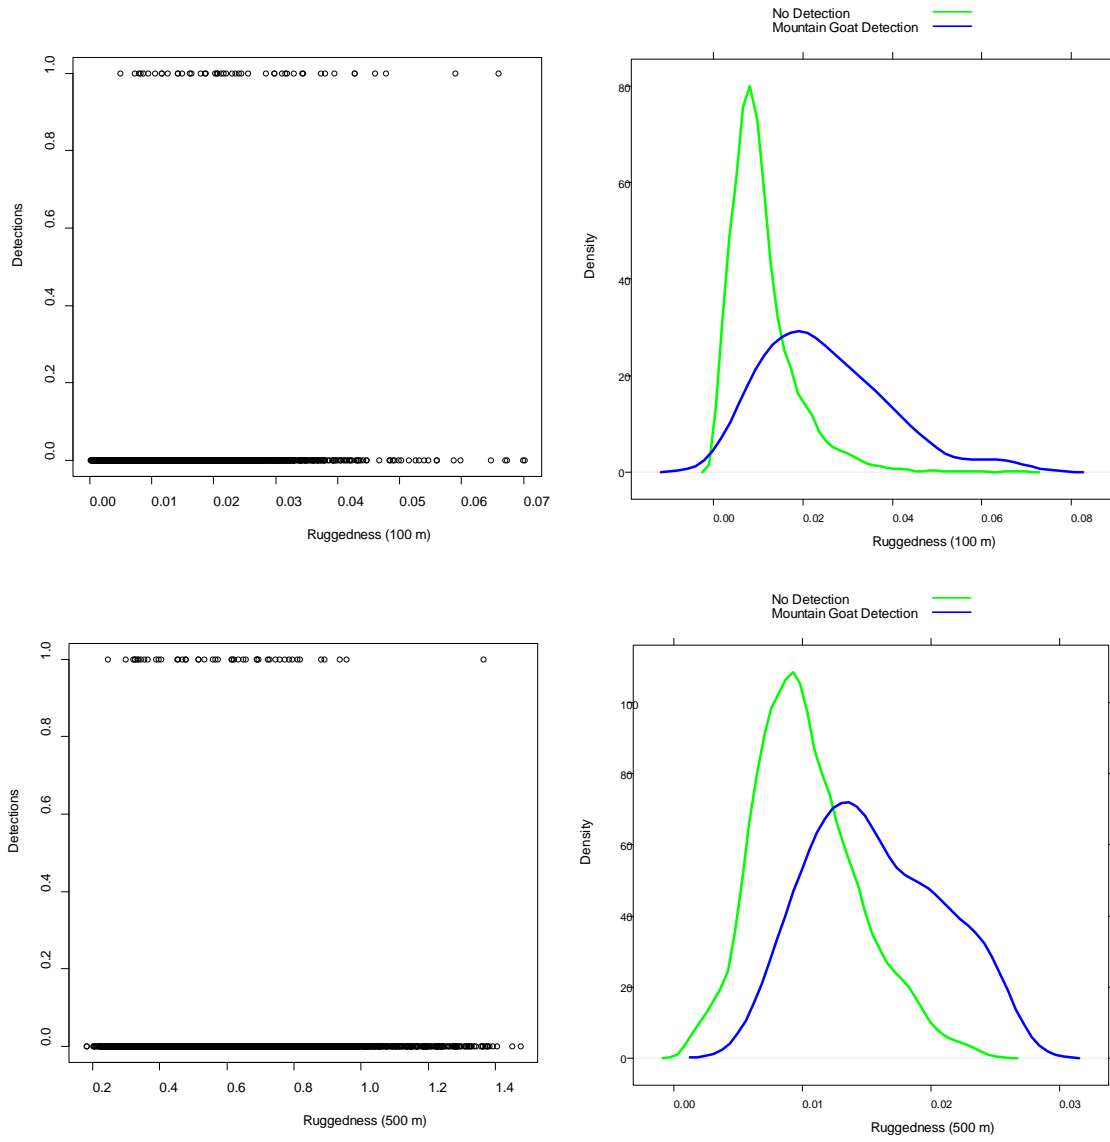 No Detection
Mountain Goat Detection
Detections
0.0 0.2 0.4 0.6 0.8 1.0
0.00 0.01 0.02 0.03 0.04 0.05 0.06 0.07
Ruggedness (100 m)
Density
80
60
40
20
0
0.00 0.02 0.04 0.06 0.08
Ruggedness (100 m)
No Detection
Mountain Goat Detection
Detections
0.0 0.2 0.4 0.6 0.8 1.0
0.2 0.4 0.6 0.8 1.0 1.2 1.4
Ruggedness (500 m)
Density
100
80
60
40
20
0
0.00 0.01 0.02 0.03
Ruggedness (500 m)